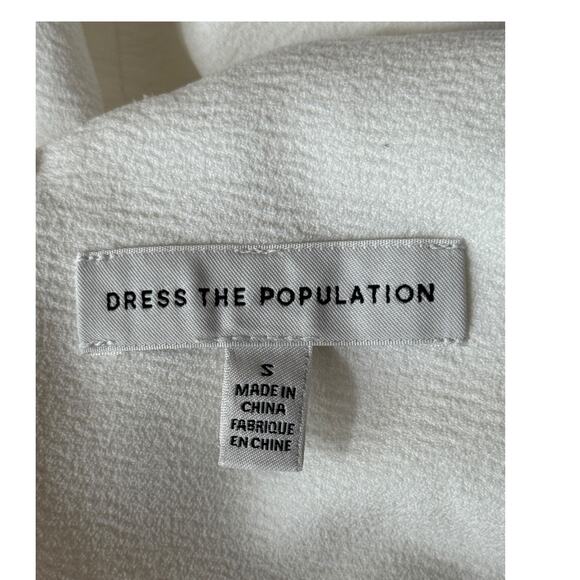 DRESS THE POPULATION
S
MADE IN
CHINA
FABRIQUE
EN CHINE